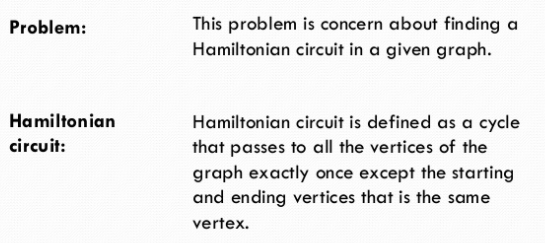 Problem: This problem is concern about finding a
Hamiltonian circuit in a given graph.
Hamiltonian Hamiltonian circuit is defined as a cycle
circuit: that passes to all the vertices of the
graph exactly once except the starting
and ending vertices that is the same
vertex.